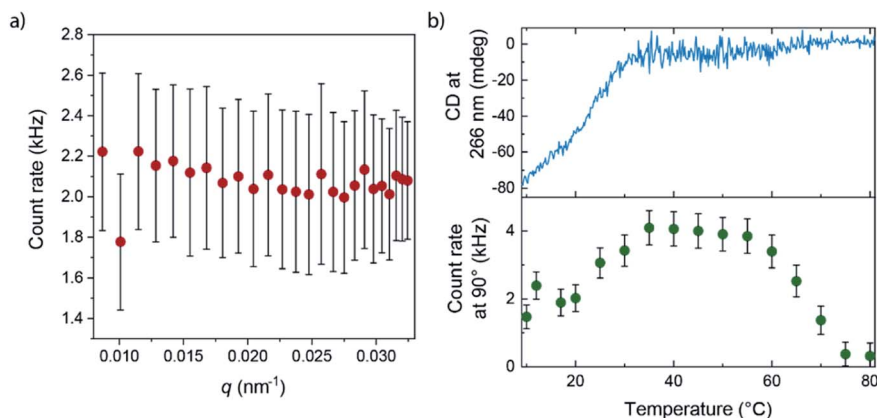 a)
2.8
2.6
2.4
2.2
2.0
1.8
1.6
1.4
Count rate (kHz)
0.010 0.015 0.020 0.025 0.030
q (nm⁻¹)
b)
0
-20
-40
-60
-80
CD at
266 nm (mdeg)
4
2
0
Count rate
at 90° (kHz)
20 40 60 80
Temperature (°C)